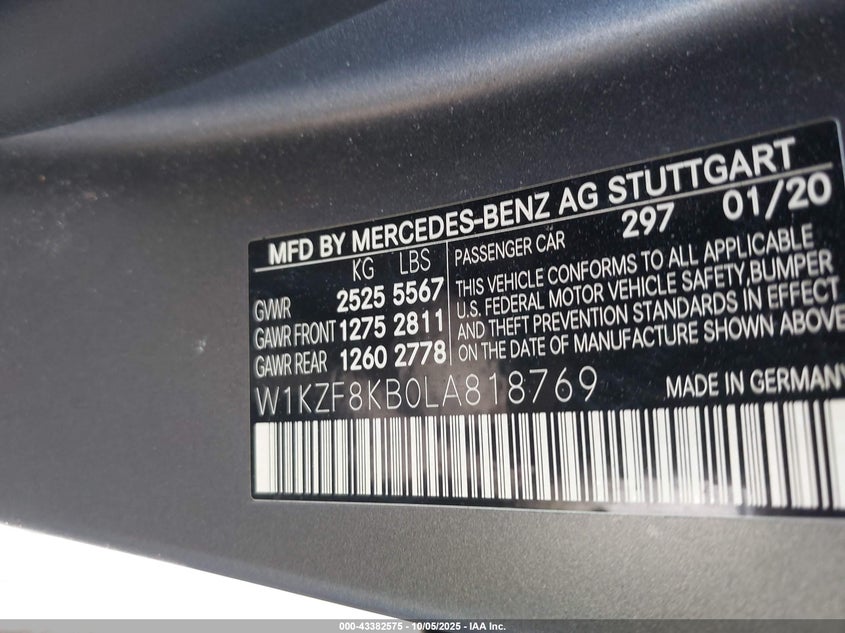 MFD BY MERCEDES-BENZ AG STUTTGART
KG LBS
GVWR 2525 5567
GAWR FRONT 1275 2811
GAWR REAR 1260 2778
PASSENGER CAR 297 01/20
THIS VEHICLE CONFORMS TO ALL APPLICABLE
U.S. FEDERAL MOTOR VEHICLE SAFETY, BUMPER
AND THEFT PREVENTION STANDARDS IN EFFECT
ON THE DATE OF MANUFACTURE SHOWN ABOVE
W1KZF8KB0LA818769
MADE IN GERMANY
000-43382575 - 10/05/2025 - IAA Inc.